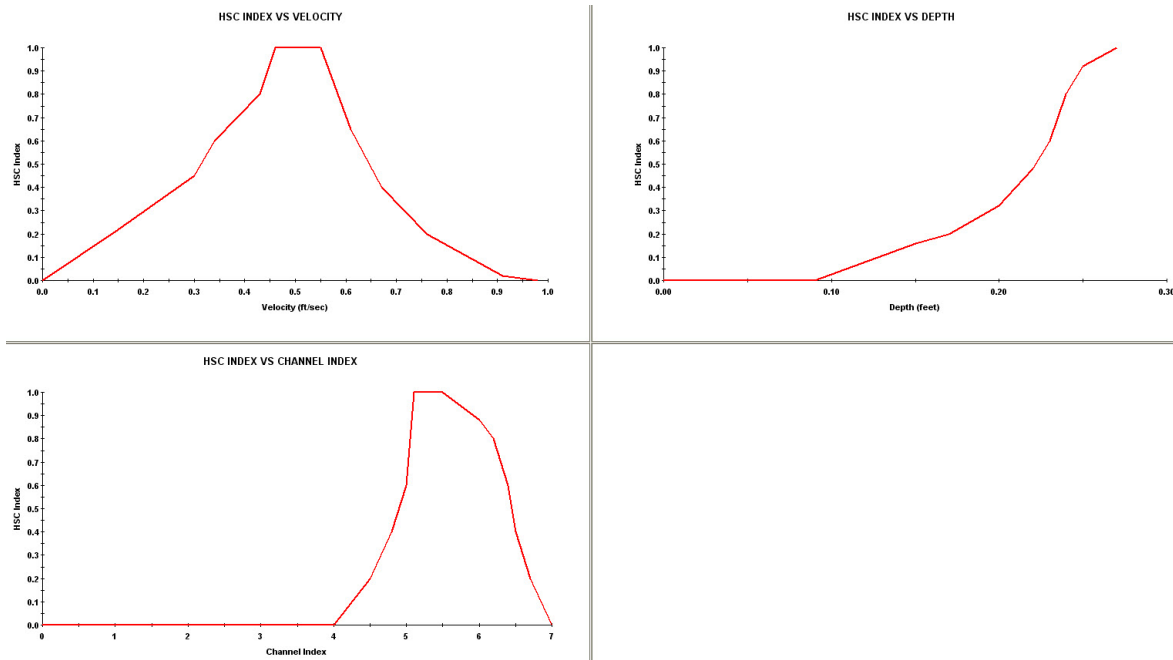 HSC INDEX VS VELOCITY
1.0
0.9
0.8
0.7
0.6
0.5
0.4
0.3
0.2
0.1
0.0
HSC Index
0.0 0.1 0.2 0.3 0.4 0.5 0.6 0.7 0.8 0.9 1.0
Velocity (ft/sec)
HSC INDEX VS DEPTH
1.0
0.9
0.8
0.7
0.6
0.5
0.4
0.3
0.2
0.1
0.0
HSC Index
0.00 0.10 0.20 0.30
Depth (feet)
HSC INDEX VS CHANNEL INDEX
1.0
0.9
0.8
0.7
0.6
0.5
0.4
0.3
0.2
0.1
0.0
HSC Index
0 1 2 3 4 5 6 7
Channel Index